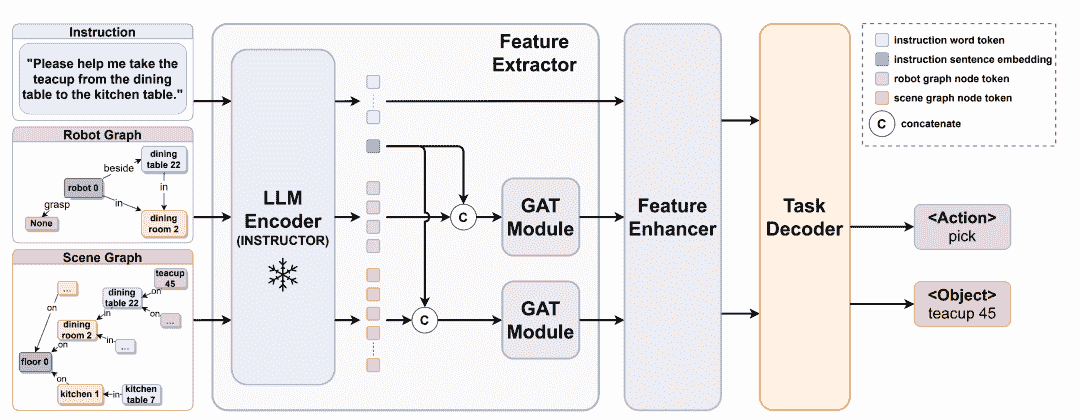 Instruction
"Please help me take the
teacup from the dining
table to the kitchen table."
Robot Graph
dining
table 22
beside
robot 0
in
grasp
in
None
dining
room 2
Scene Graph
teacup
45
...
on
dining
table 22
on
on
...
in
dining
room 2
in
...
on
floor 0
on
kitchen 1
in
kitchen
table 7
Feature
Extractor
LLM
Encoder
(INSTRUCTOR)
C
GAT
Module
C
GAT
Module
Feature
Enhancer
Task
Decoder
instruction word token
instruction sentence embedding
robot graph node token
scene graph node token
C concatenate
<Action>
pick
<Object>
teacup 45